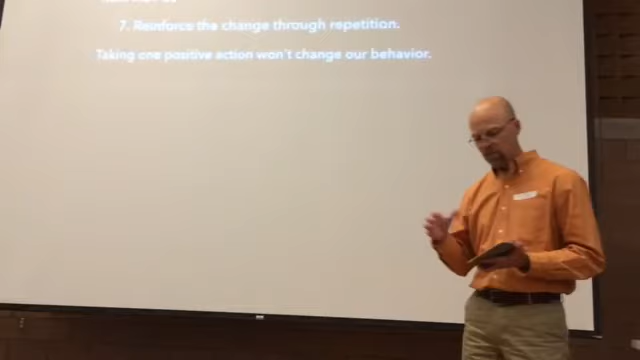 7. Reinforce the change through repetition.
Taking one positive action won't change our behavior.